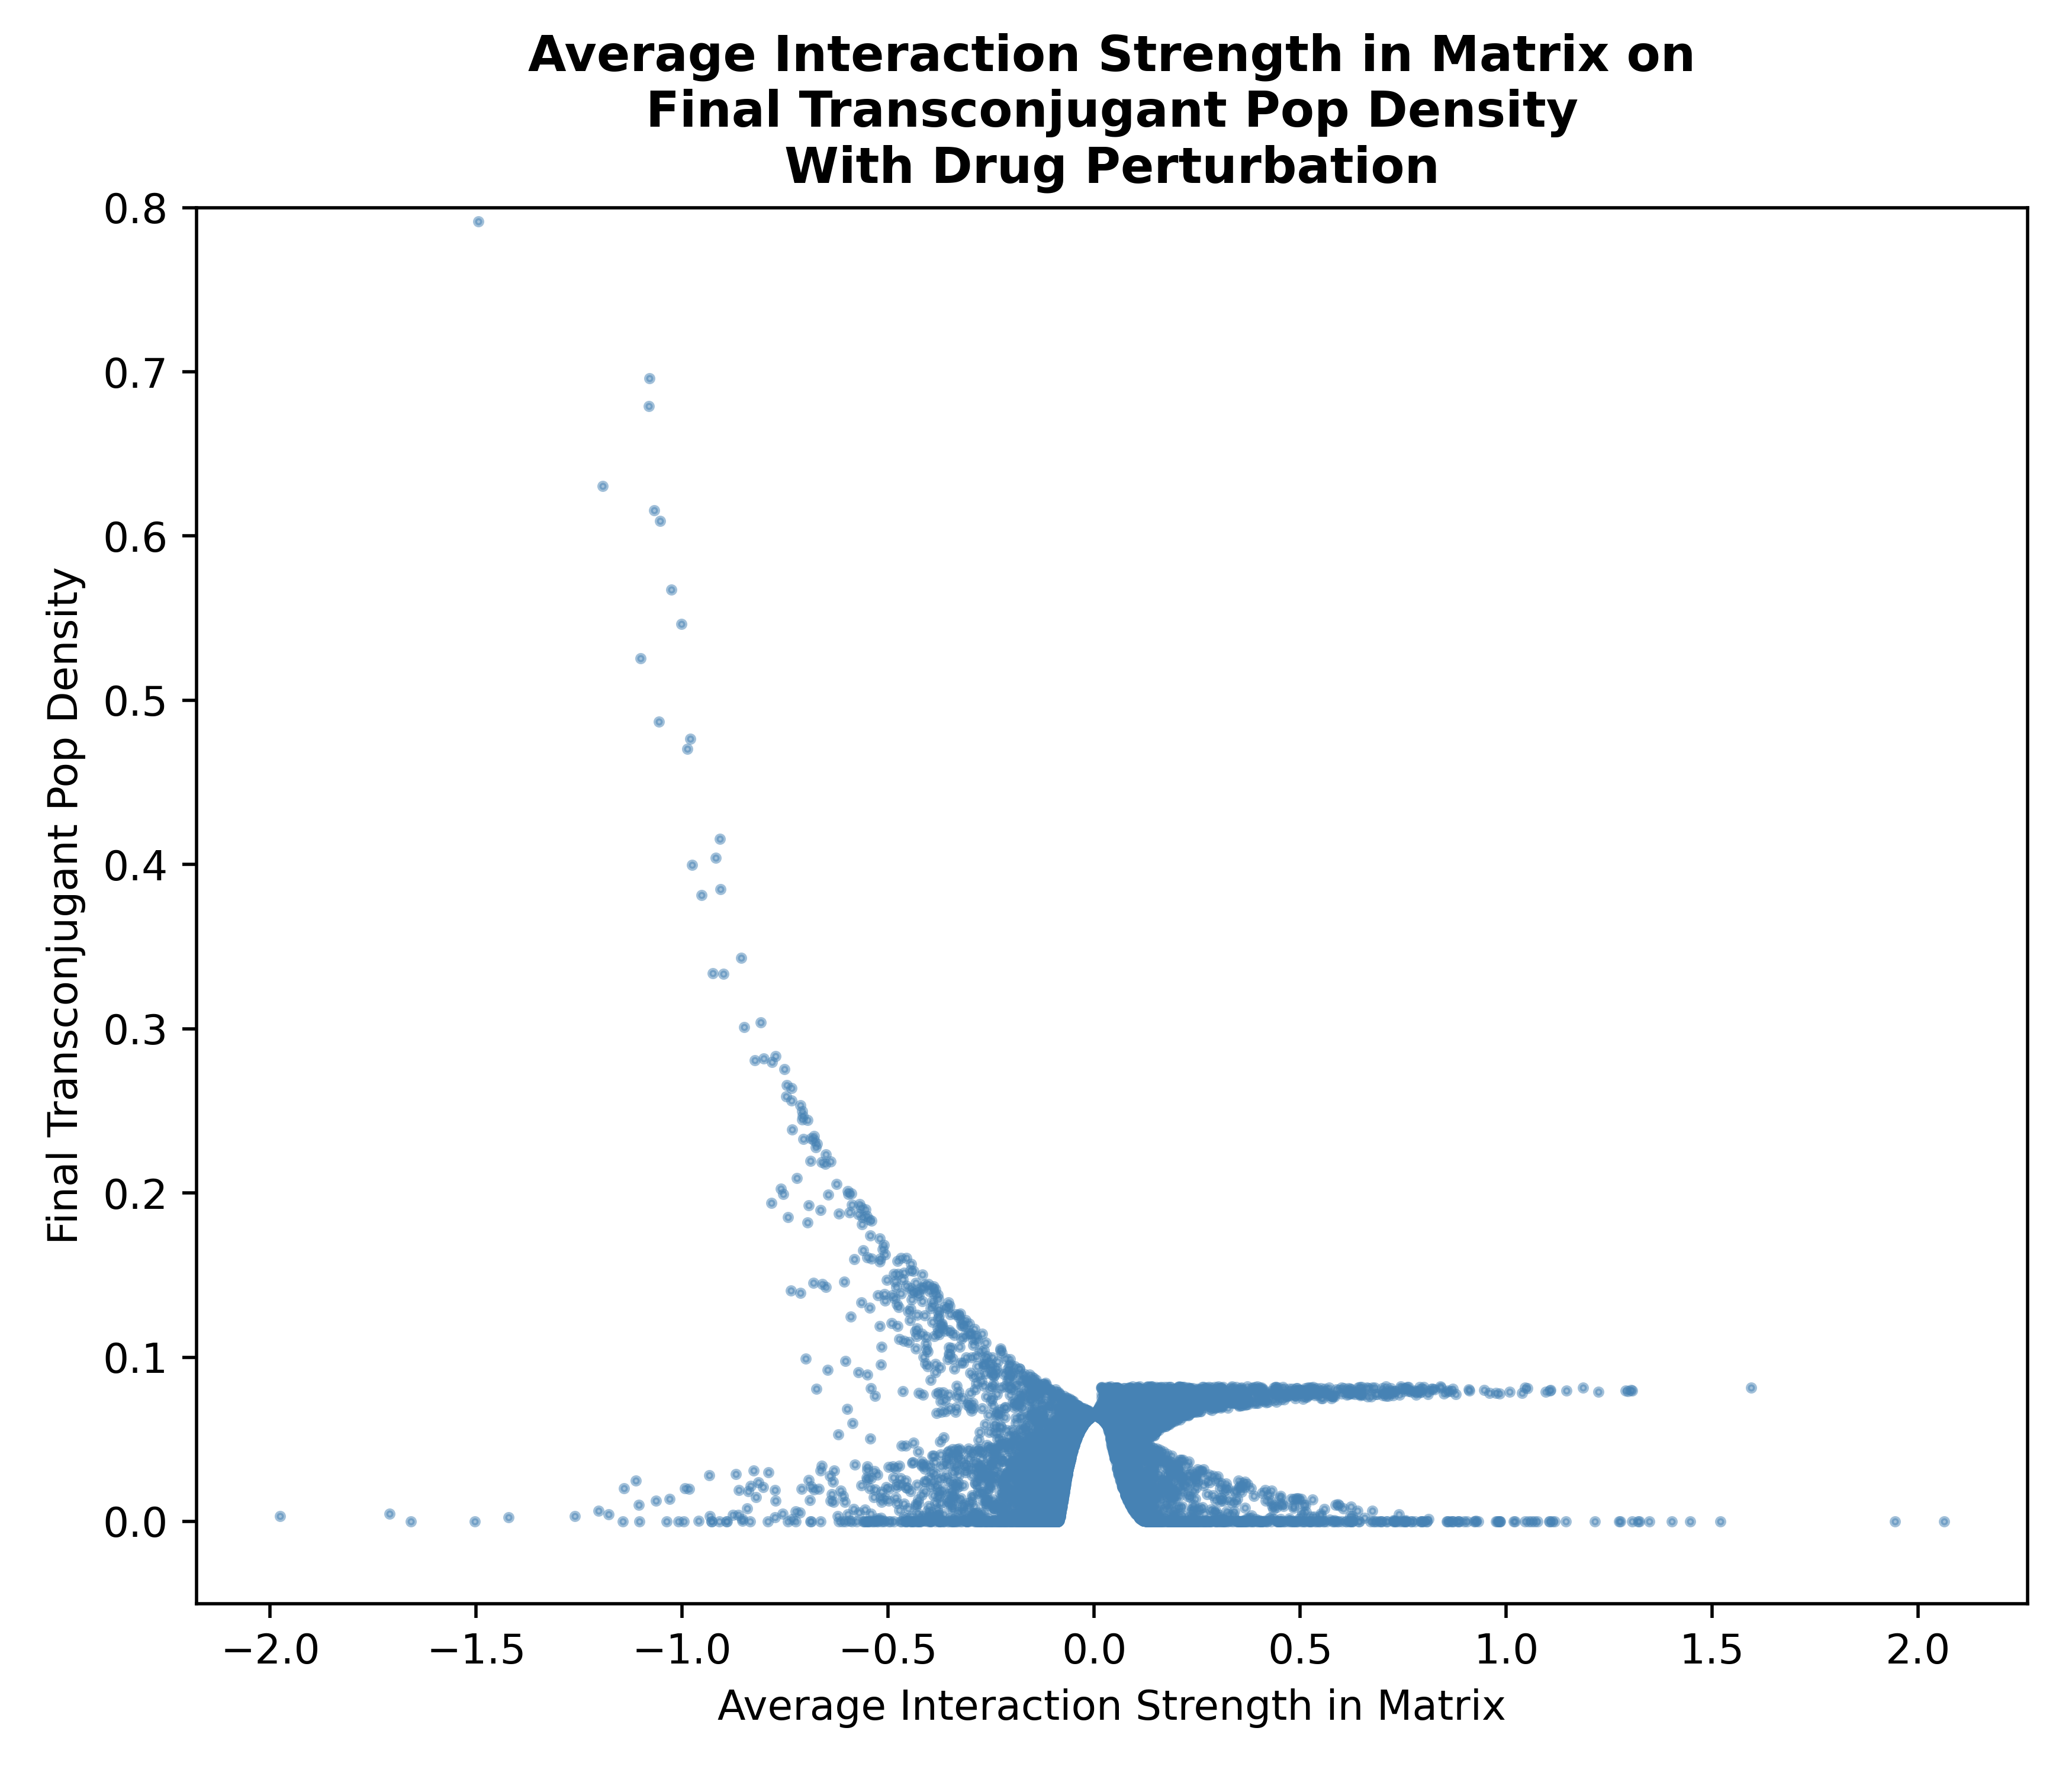 Average Interaction Strength in Matrix on
Final Transconjugant Pop Density
With Drug Perturbation
0.8
0.7
0.6
0.5
0.4
0.3
0.2
0.1
0.0
Final Transconjugant Pop Density
−2.0 −1.5 −1.0 −0.5 0.0 0.5 1.0 1.5 2.0
Average Interaction Strength in Matrix